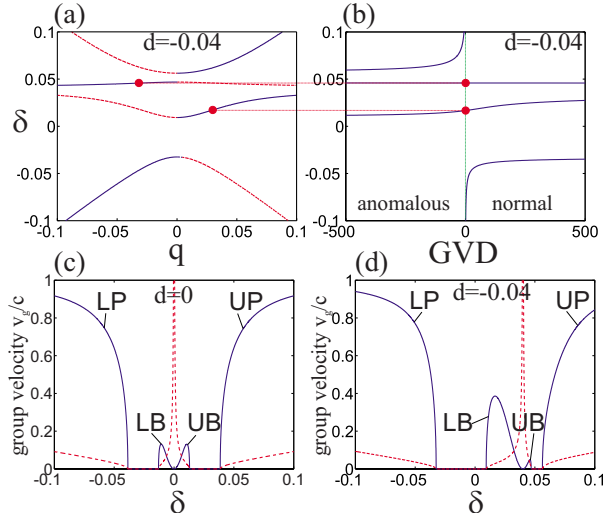 (a)
d=-0.04
0.1
0.05
0
-0.05
-0.1
δ
-0.1
-0.05
0
0.05
0.1
q
(b)
d=-0.04
0.1
0.05
0
-0.05
-0.1
anomalous
normal
-500
0
500
GVD
(c)
d=0
LP
UP
LB
UB
1
0.8
0.6
0.4
0.2
0
group velocity vg/c
-0.1
-0.05
0
0.05
0.1
δ
(d)
d=-0.04
LP
UP
LB
UB
1
0.8
0.6
0.4
0.2
0
group velocity vg/c
-0.1
-0.05
0
0.05
0.1
δ